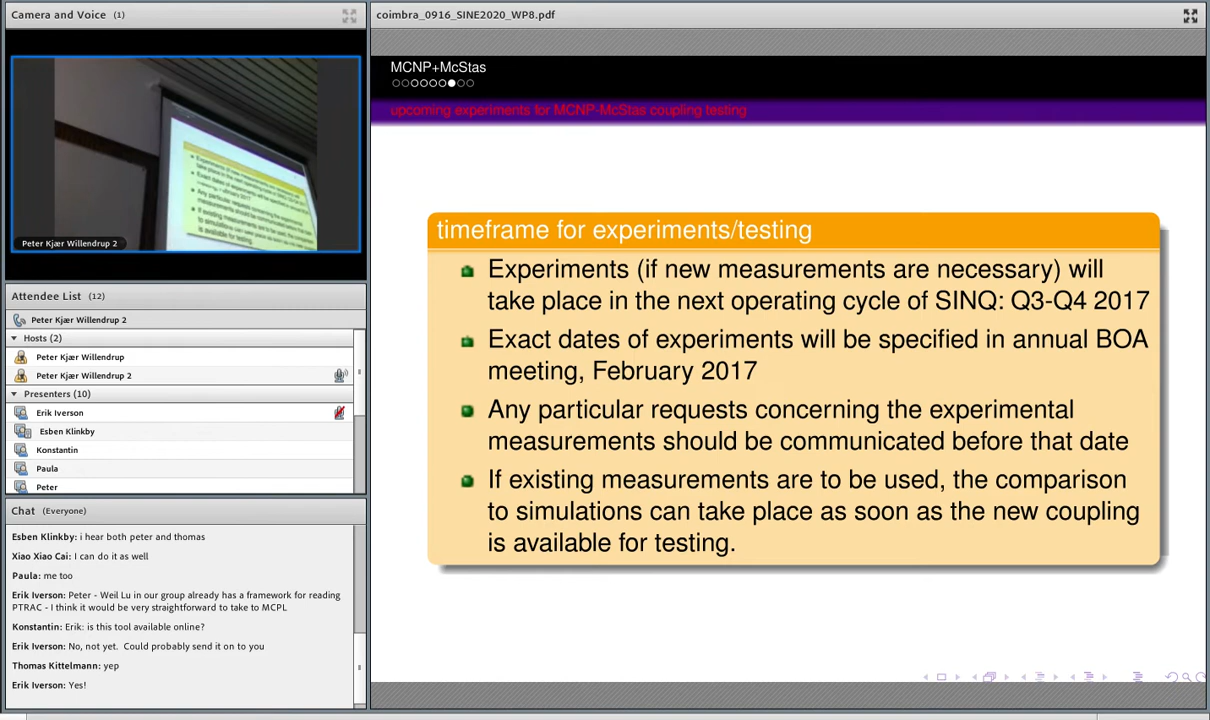 Camera and Voice (1)
Peter Kjær Willendrup 2
Attendee List (12)
Peter Kjær Willendrup 2
Hosts (2)
Peter Kjær Willendrup
Peter Kjær Willendrup 2
Presenters (10)
Erik Iverson
Esben Klinkby
Konstantin
Paula
Peter
Chat (Everyone)
Esben Klinkby: i hear both peter and thomas
Xiao Xiao Cai: I can do it as well
Paula: me too
Erik Iverson: Peter - Weil Lu in our group already has a framework for reading
PTRAC - I think it would be very straightforward to take to MCPL
Konstantin: Erik: is this tool available online?
Erik Iverson: No, not yet. Could probably send it on to you
Thomas Kittelmann: yep
Erik Iverson: Yes!
coimbra_0916_SINE2020_WP8.pdf
MCNP+McStas
upcoming experiments for MCNP-McStas coupling testing
timeframe for experiments/testing
Experiments (if new measurements are necessary) will
take place in the next operating cycle of SINQ: Q3-Q4 2017
Exact dates of experiments will be specified in annual BOA
meeting, February 2017
Any particular requests concerning the experimental
measurements should be communicated before that date
If existing measurements are to be used, the comparison
to simulations can take place as soon as the new coupling
is available for testing.